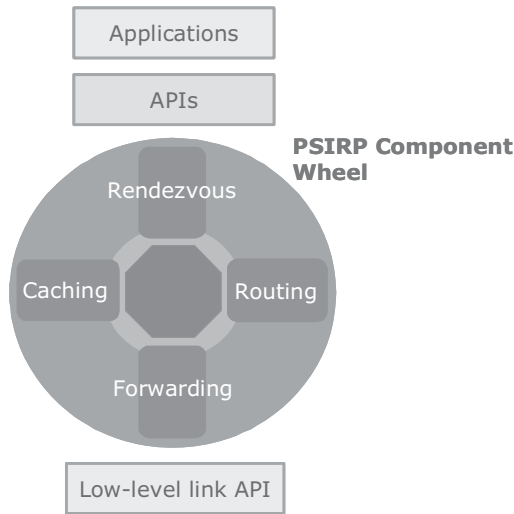 Applications
APIs
PSIRP Component
Wheel
Rendezvous
Caching
Routing
Forwarding
Low-level link API